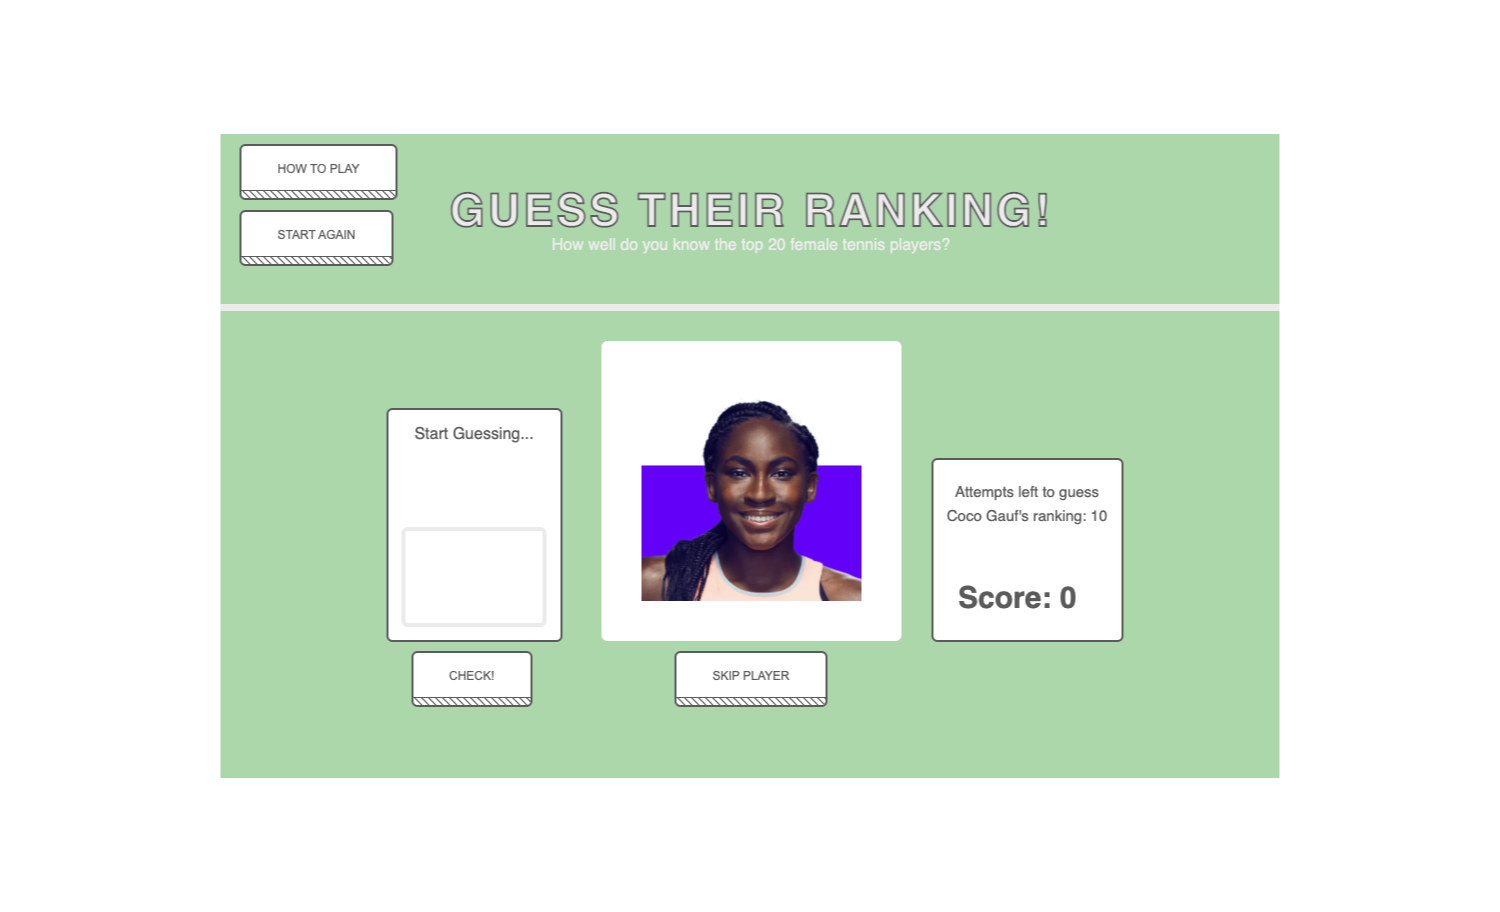 HOW TO PLAY
START AGAIN
GUESS THEIR RANKING!
How well do you know the top 20 female tennis players?
Start Guessing...
Attempts left to guess
Coco Gauf's ranking: 10
Score: 0
CHECK!
SKIP PLAYER